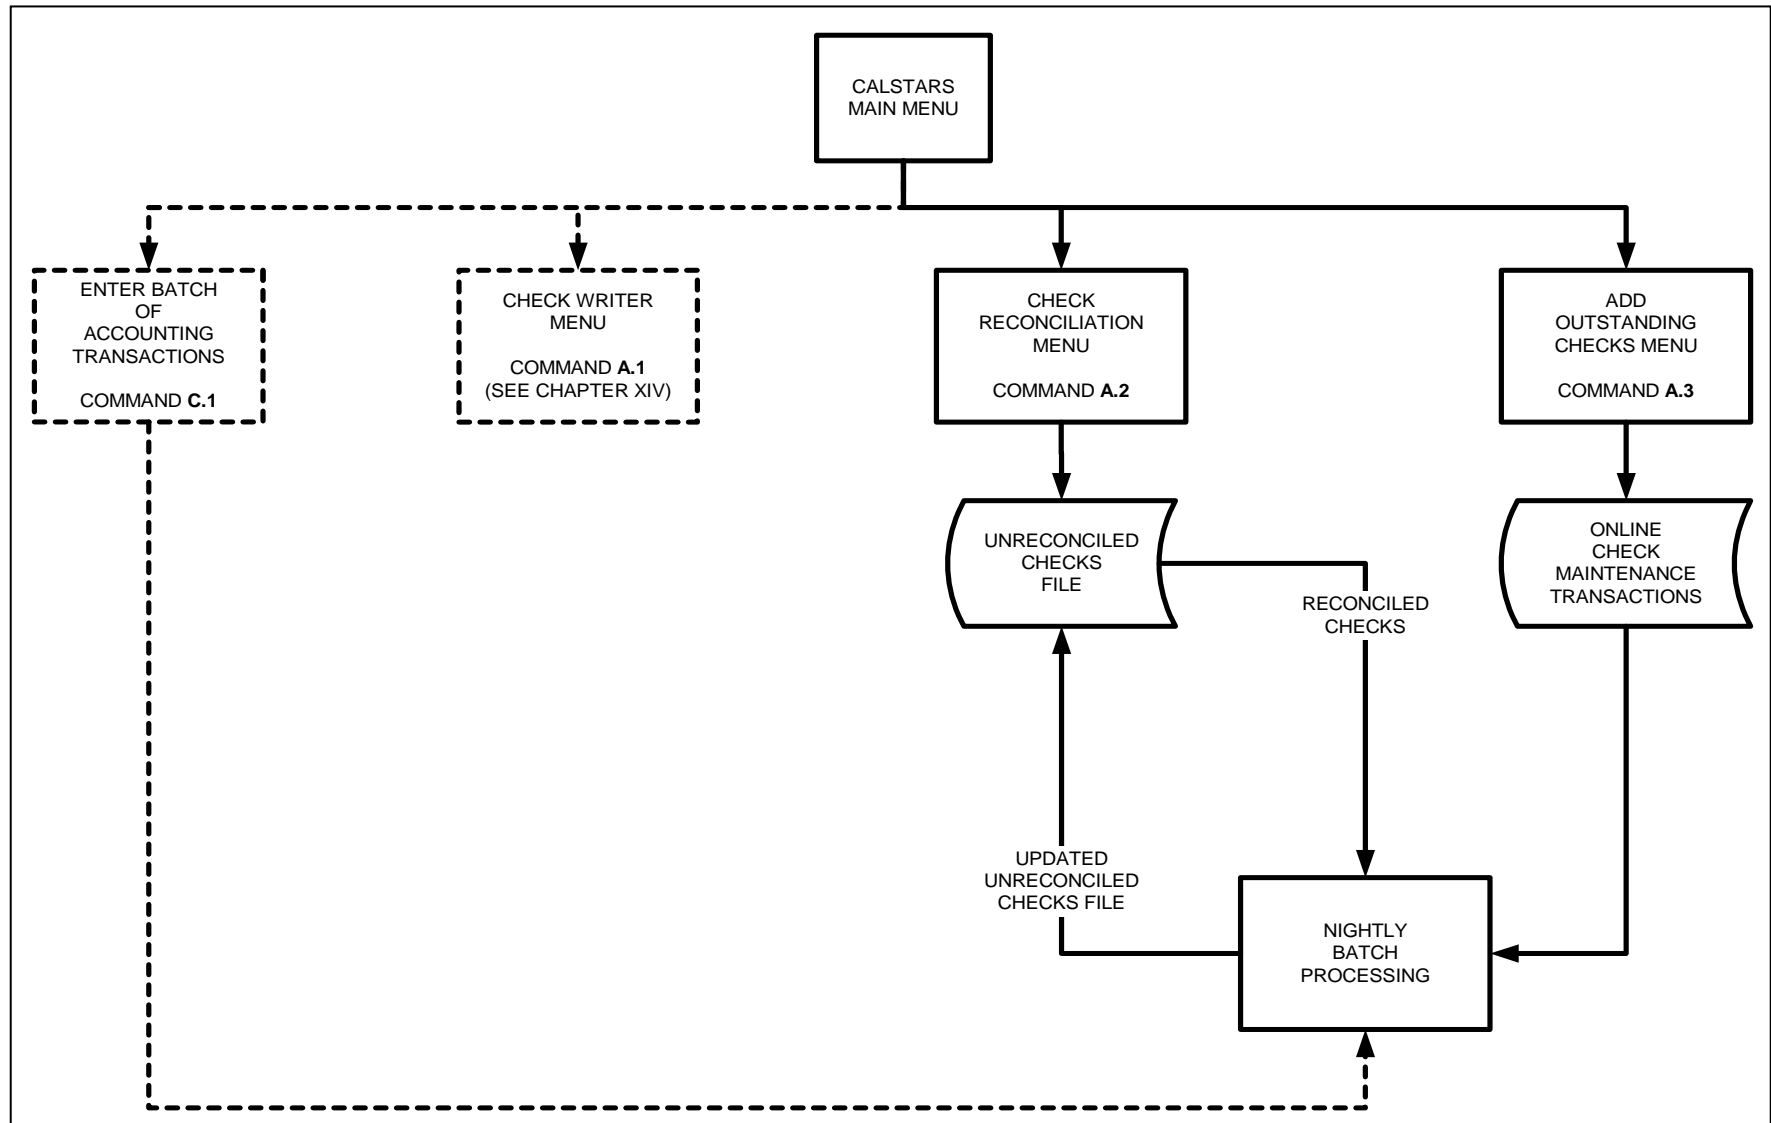 CALSTARS
MAIN MENU
ENTER BATCH
OF
ACCOUNTING
TRANSACTIONS
COMMAND C.1
CHECK WRITER
MENU
COMMAND A.1
(SEE CHAPTER XIV)
CHECK
RECONCILIATION
MENU
COMMAND A.2
ADD
OUTSTANDING
CHECKS MENU
COMMAND A.3
UNRECONCILED
CHECKS
FILE
RECONCILED
CHECKS
ONLINE
CHECK
MAINTENANCE
TRANSACTIONS
UPDATED
UNRECONCILED
CHECKS FILE
NIGHTLY
BATCH
PROCESSING